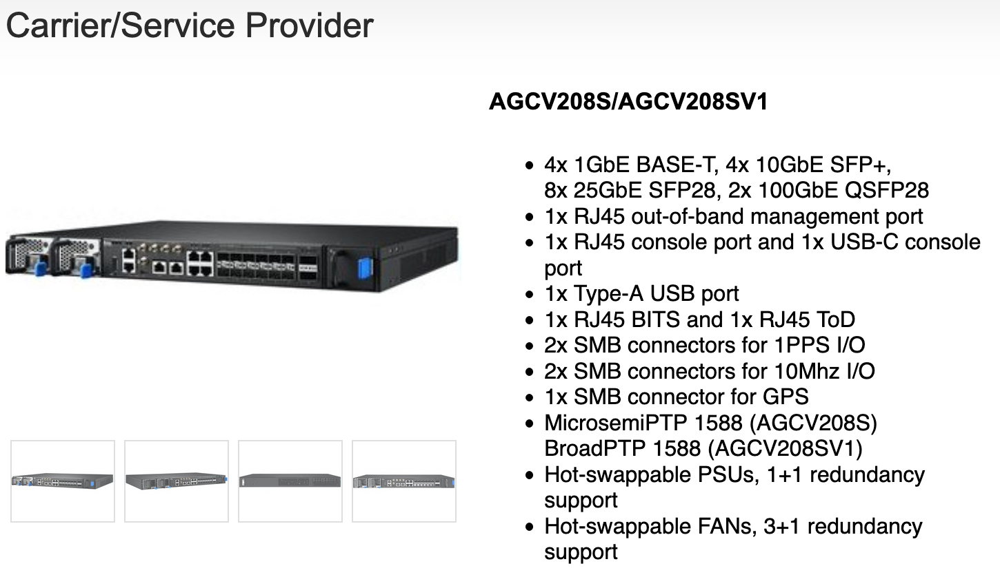 Carrier/Service Provider
AGCV208S/AGCV208SV1
• 4x 1GbE BASE-T, 4x 10GbE SFP+,
8x 25GbE SFP28, 2x 100GbE QSFP28
• 1x RJ45 out-of-band management port
• 1x RJ45 console port and 1x USB-C console
port
• 1x Type-A USB port
• 1x RJ45 BITS and 1x RJ45 ToD
• 2x SMB connectors for 1PPS I/O
• 2x SMB connectors for 10Mhz I/O
• 1x SMB connector for GPS
• MicrosemiPTP 1588 (AGCV208S)
BroadPTP 1588 (AGCV208SV1)
• Hot-swappable PSUs, 1+1 redundancy
support
• Hot-swappable FANs, 3+1 redundancy
support